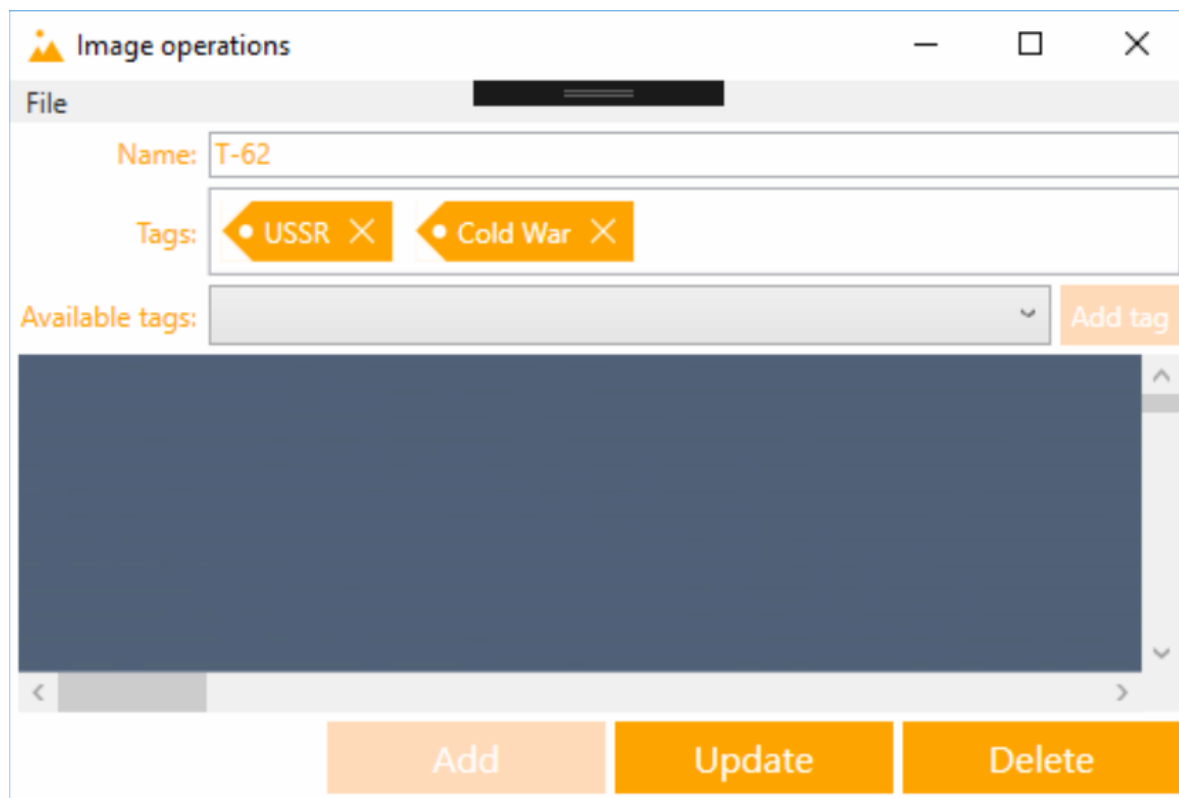 Image operations
File
Name: T-62
Tags: USSR Cold War
Available tags: Add tag
Add Update Delete